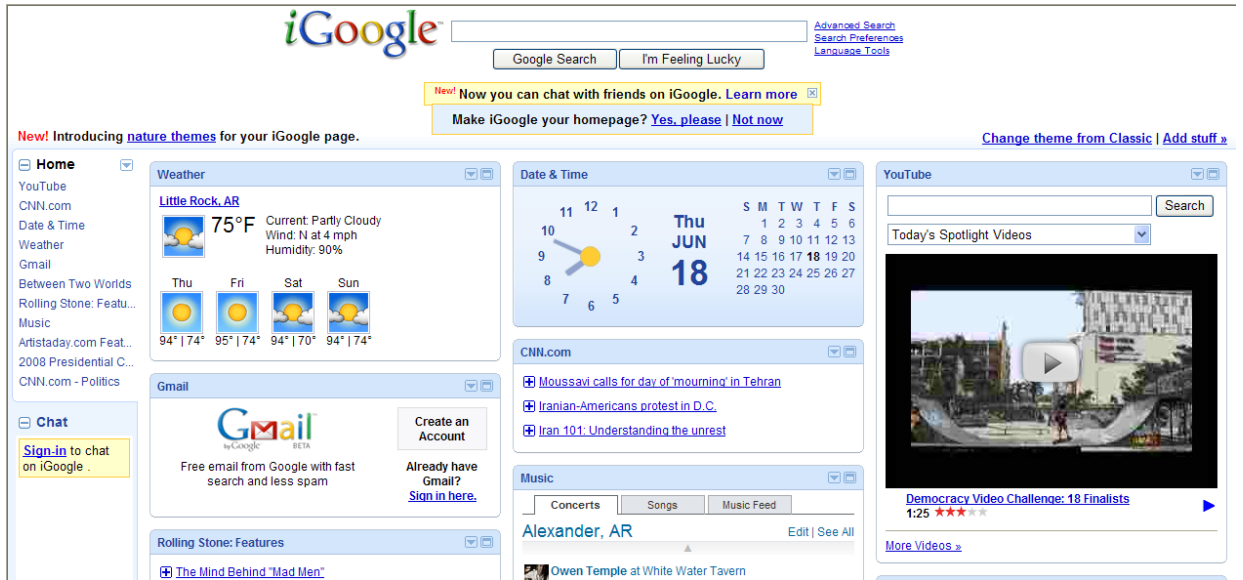 iGoogle™
Advanced Search
Search Preferences
Language Tools
Google Search
I'm Feeling Lucky
New! Now you can chat with friends on iGoogle. Learn more
Make iGoogle your homepage? Yes, please | Not now
New! Introducing nature themes for your iGoogle page.
Change theme from Classic | Add stuff »
Home
YouTube
CNN.com
Date & Time
Weather
Gmail
Between Two Worlds
Rolling Stone: Featu...
Music
Artistaday.com Feat...
2008 Presidential C...
CNN.com - Politics
Chat
Sign-in to chat
on iGoogle .
Weather
Little Rock, AR
75°F
Current: Partly Cloudy
Wind: N at 4 mph
Humidity: 90%
Thu Fri Sat Sun
94° | 74° 95° | 74° 94° | 70° 94° | 74°
Gmail
Gmail™
by Google BETA
Free email from Google with fast
search and less spam
Create an
Account
Already have
Gmail?
Sign in here.
Rolling Stone: Features
The Mind Behind "Mad Men"
Date & Time
12
11 1
10 2
9 3
8 4
7 5
6
Thu
JUN
18
S M T W T F S
1 2 3 4 5 6
7 8 9 10 11 12 13
14 15 16 17 18 19 20
21 22 23 24 25 26 27
28 29 30
CNN.com
Moussavi calls for day of 'mourning' in Tehran
Iranian-Americans protest in D.C.
Iran 101: Understanding the unrest
Music
Concerts
Songs
Music Feed
Alexander, AR
Edit | See All
Owen Temple at White Water Tavern
YouTube
Search
Today's Spotlight Videos
Democracy Video Challenge: 18 Finalists
1:25
More Videos »